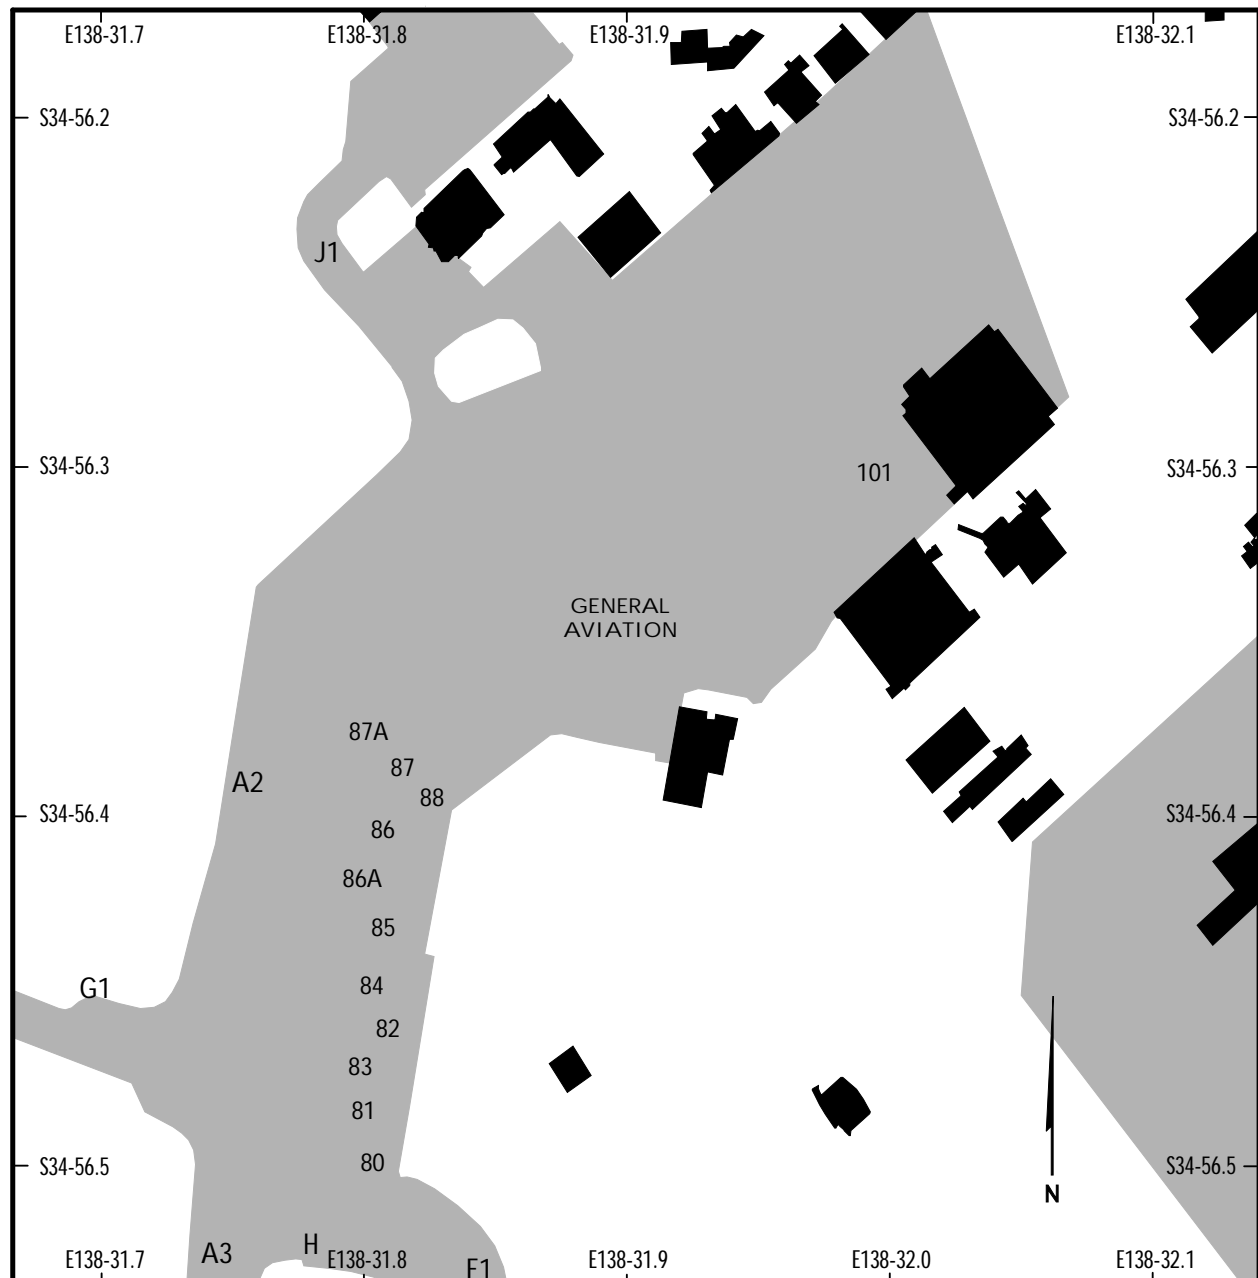 E138-31.7 E138-31.8 E138-31.9 E138-32.1
S34-56.2 S34-56.2
J1
S34-56.3 S34-56.3
101
GENERAL
AVIATION
87A
87
A2
88
S34-56.4 S34-56.4
86
86A
85
G1
84
82
83
81
80
S34-56.5 S34-56.5
N
A3 H
E138-31.7 E138-31.8 E138-31.9 E138-32.0 E138-32.1